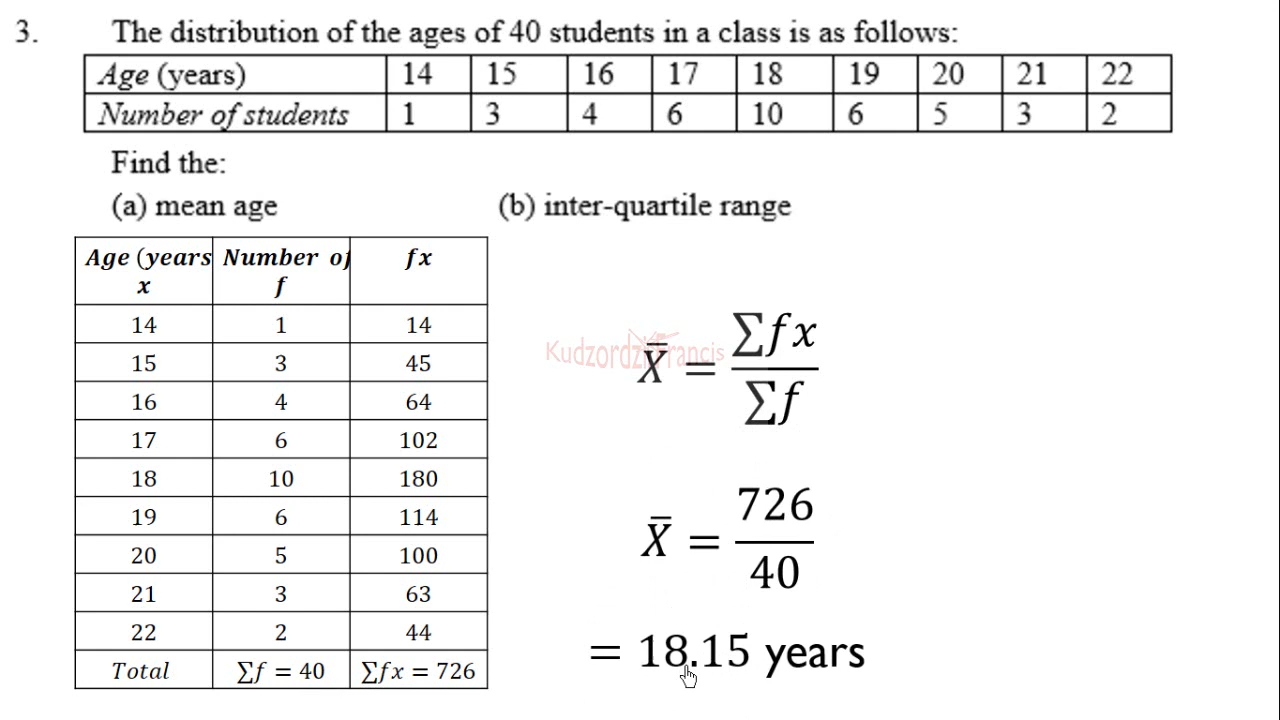 3. The distribution of the ages of 40 students in a class is as follows:
Age (years) 14 15 16 17 18 19 20 21 22
Number of students 1 3 4 6 10 6 5 3 2
Find the:
(a) mean age (b) inter-quartile range
Age (years Number of fx
x f
14 1 14
15 3 45
16 4 64
17 6 102
18 10 180
19 6 114
20 5 100
21 3 63
22 2 44
Total ∑f = 40 ∑fx = 726
Kudzordzi Francis
X̄ = ∑fx / ∑f
X̄ = 726 / 40
= 18.15 years